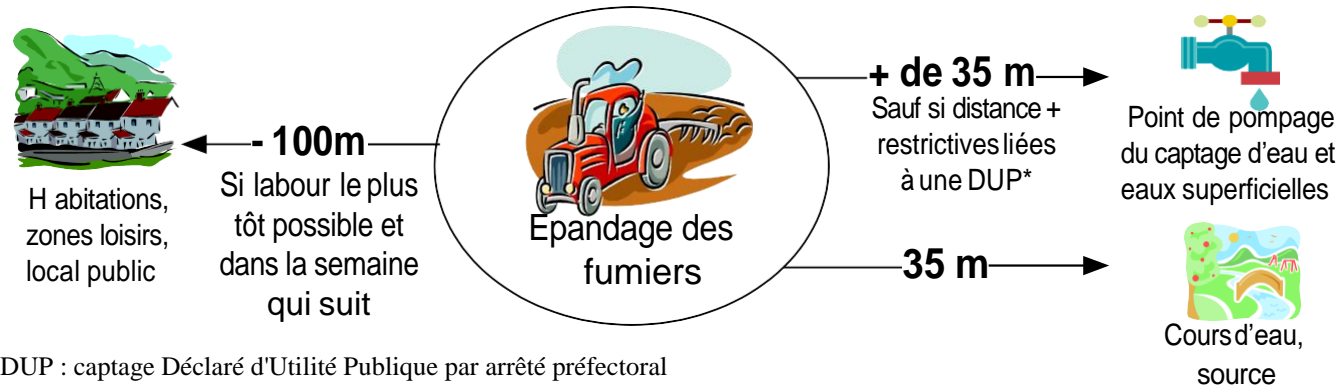 - 100m
Si labour le plus
tôt possible et
dans la semaine
qui suit
H abitations,
zones loisirs,
local public
Epandage des
fumiers
+ de 35 m
Sauf si distance +
restrictives liées
à une DUP*
Point de pompage
du captage d'eau et
eaux superficielles
35 m
Cours d'eau,
source
DUP : captage Déclaré d'Utilité Publique par arrêté préfectoral